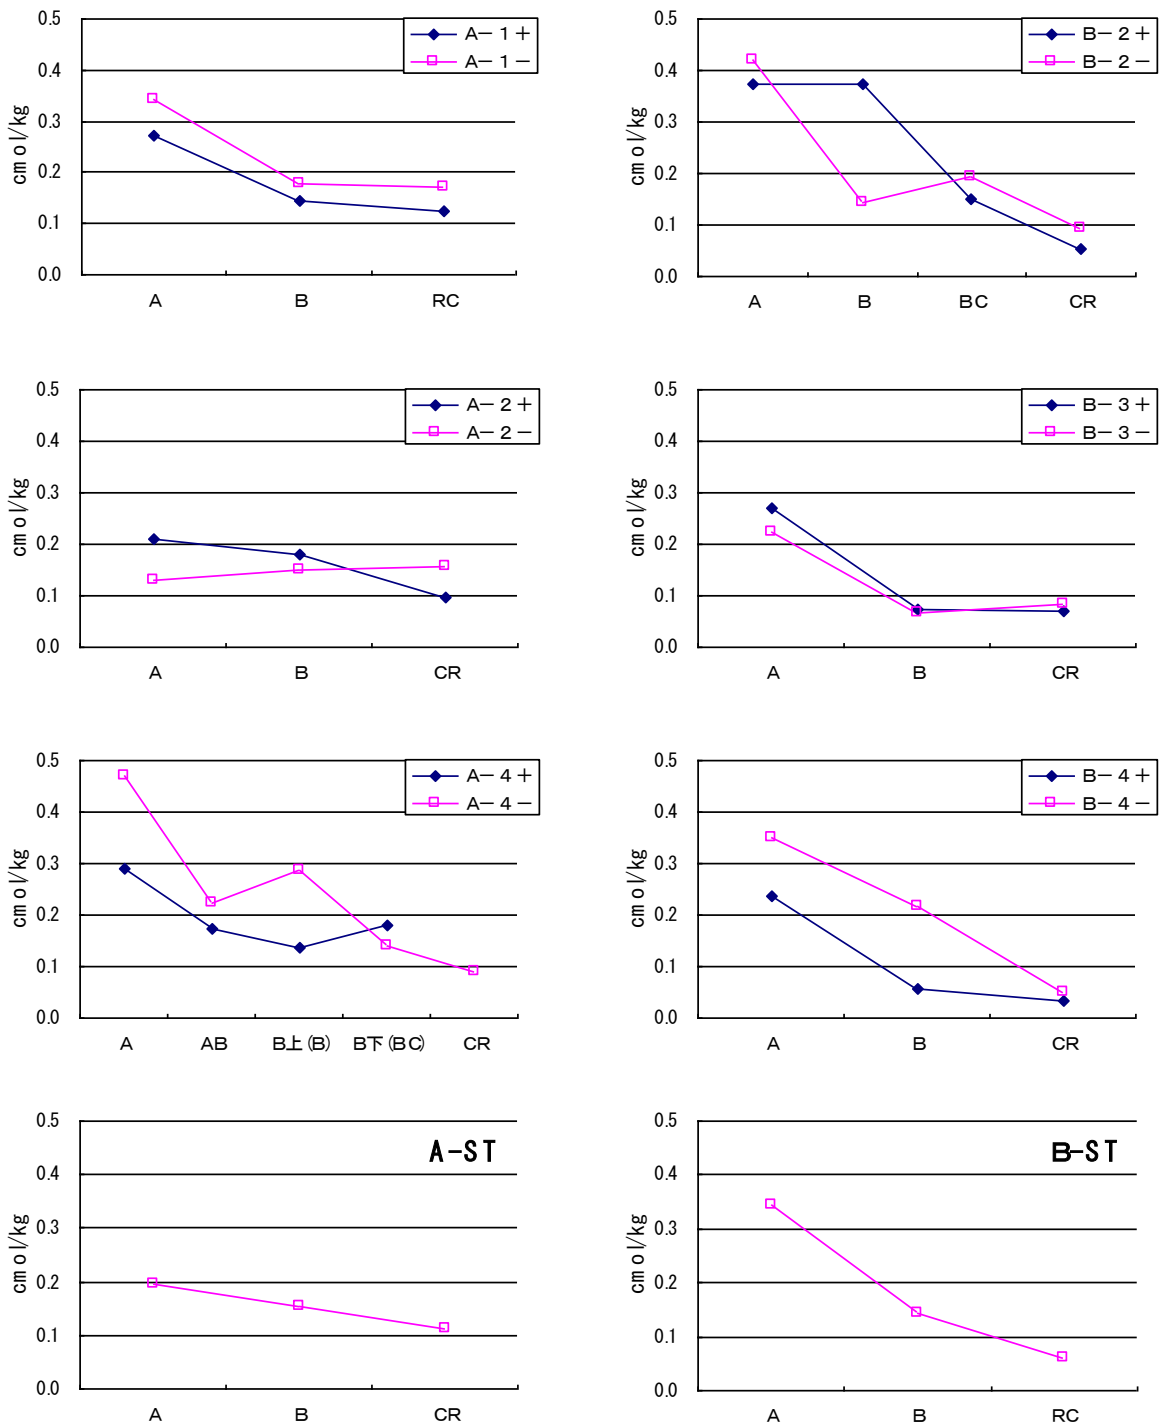 0.5
0.4
0.3
0.2
0.1
0.0
cmol/kg
A-1+
A-1-
A B RC
0.5
0.4
0.3
0.2
0.1
0.0
cmol/kg
B-2+
B-2-
A B BC CR
0.5
0.4
0.3
0.2
0.1
0.0
cmol/kg
A-2+
A-2-
A B CR
0.5
0.4
0.3
0.2
0.1
0.0
cmol/kg
B-3+
B-3-
A B CR
0.5
0.4
0.3
0.2
0.1
0.0
cmol/kg
A-4+
A-4-
A AB B上(B) B下(BC) CR
0.5
0.4
0.3
0.2
0.1
0.0
cmol/kg
B-4+
B-4-
A B CR
0.5
0.4
0.3
0.2
0.1
0.0
cmol/kg
A-ST
A B CR
0.5
0.4
0.3
0.2
0.1
0.0
cmol/kg
B-ST
A B RC